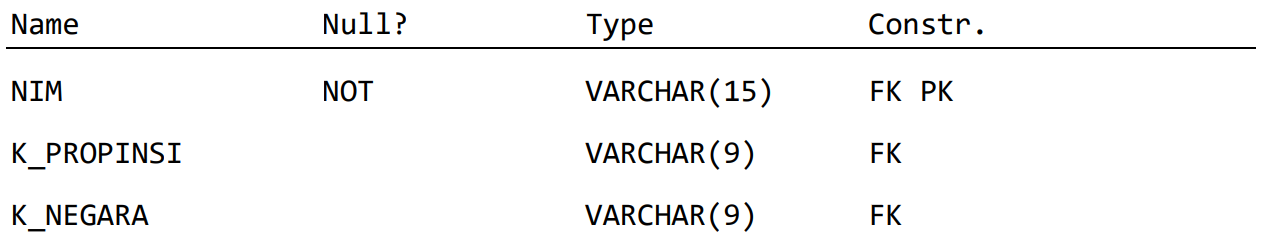 Name Null? Type Constr.
NIM NOT VARCHAR(15) FK PK
K_PROPINSI VARCHAR(9) FK
K_NEGARA VARCHAR(9) FK